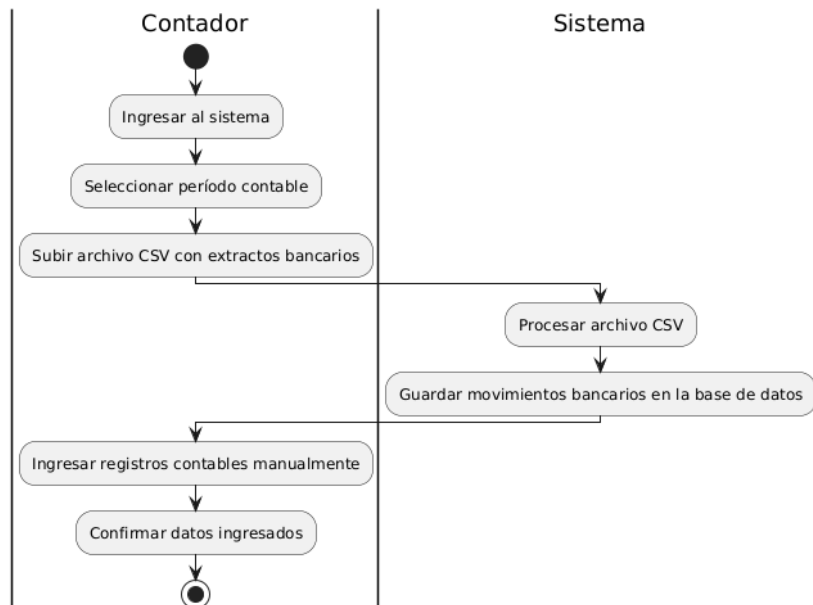 Contador
Sistema
Ingresar al sistema
Seleccionar período contable
Subir archivo CSV con extractos bancarios
Procesar archivo CSV
Guardar movimientos bancarios en la base de datos
Ingresar registros contables manualmente
Confirmar datos ingresados